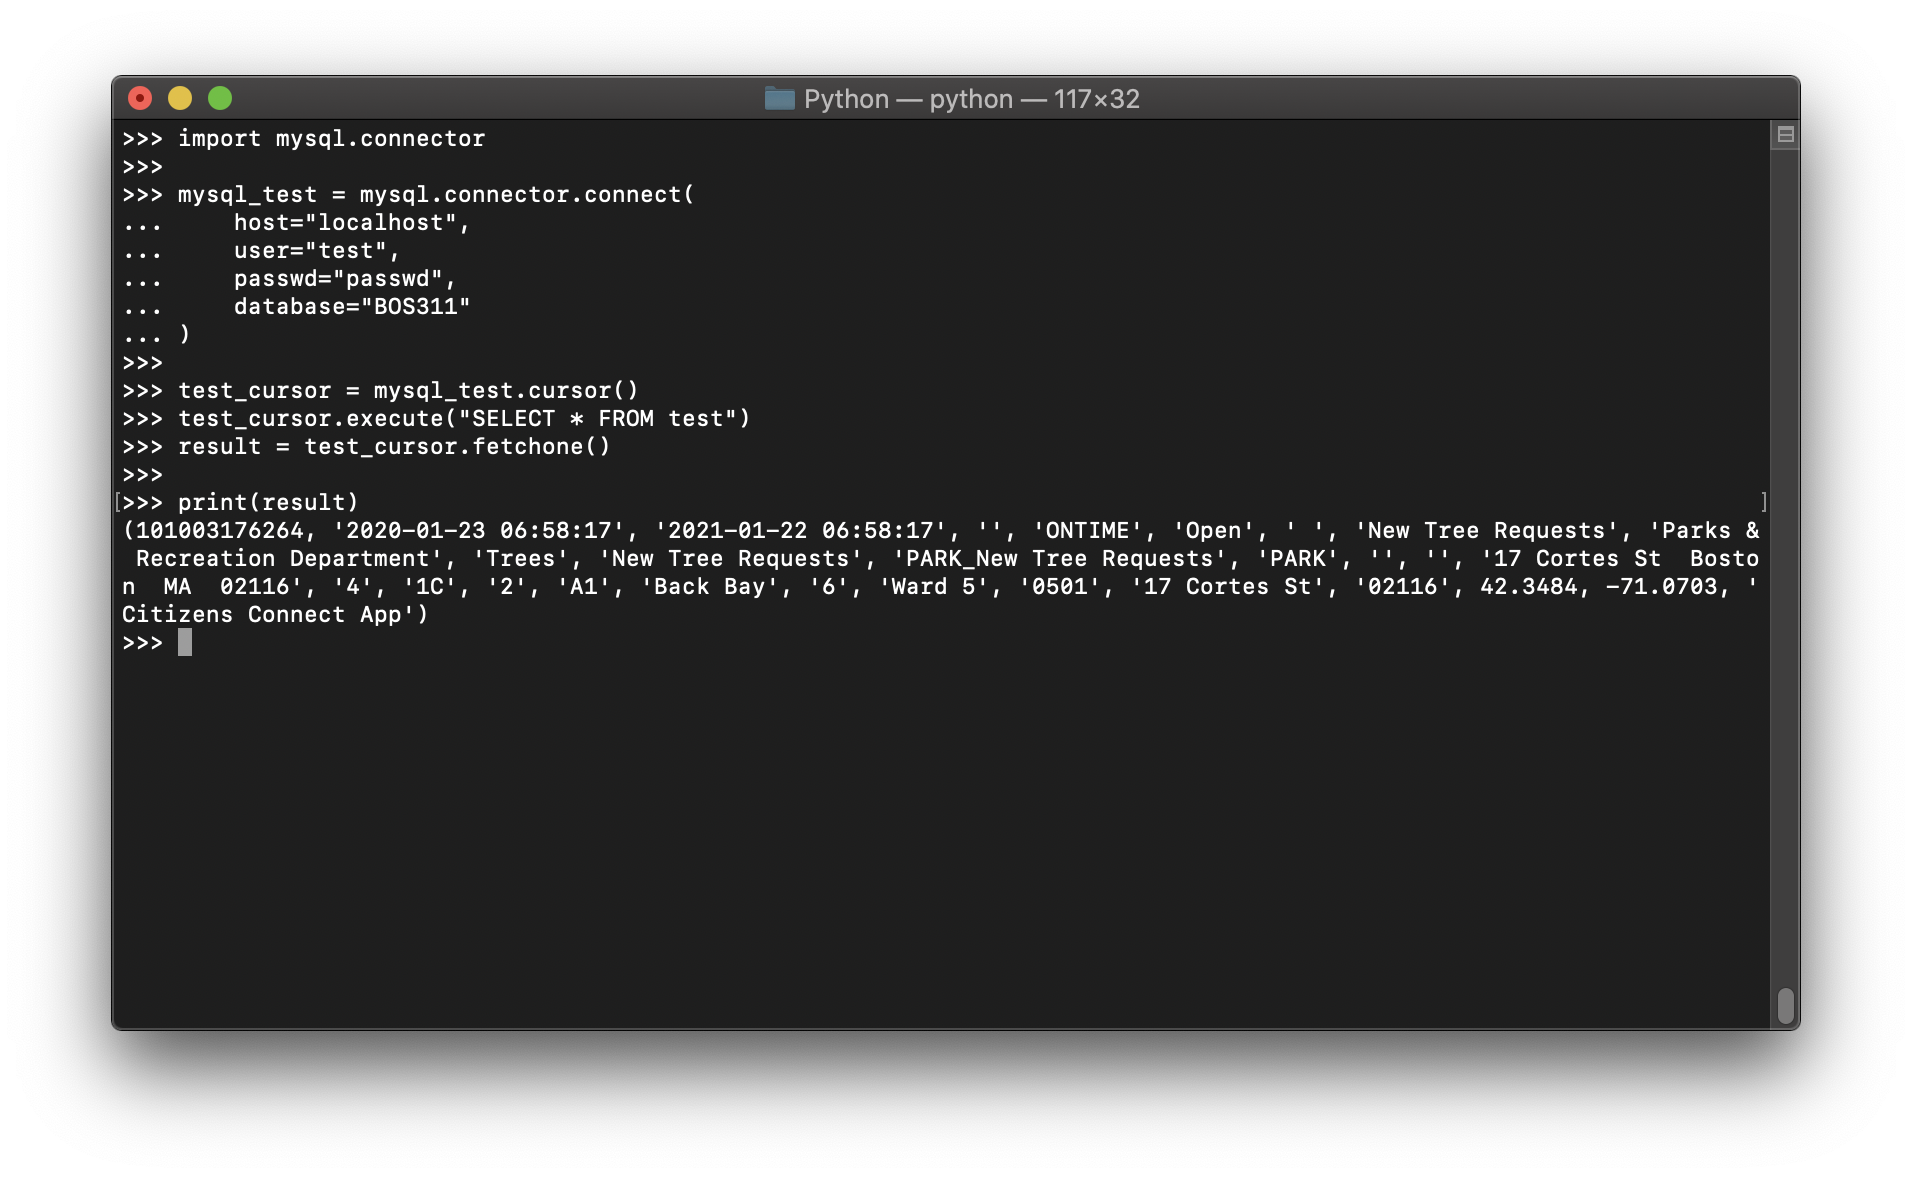 Python — python — 117×32
>>> import mysql.connector
>>>
>>> mysql_test = mysql.connector.connect(
...     host="localhost",
...     user="test",
...     passwd="passwd",
...     database="BOS311"
... )
>>>
>>> test_cursor = mysql_test.cursor()
>>> test_cursor.execute("SELECT * FROM test")
>>> result = test_cursor.fetchone()
>>>
[>>> print(result) ]
(101003176264, '2020-01-23 06:58:17', '2021-01-22 06:58:17', '', 'ONTIME', 'Open', ' ', 'New Tree Requests', 'Parks &
 Recreation Department', 'Trees', 'New Tree Requests', 'PARK_New Tree Requests', 'PARK', '', '', '17 Cortes St  Bosto
n  MA  02116', '4', '1C', '2', 'A1', 'Back Bay', '6', 'Ward 5', '0501', '17 Cortes St', '02116', 42.3484, -71.0703, '
Citizens Connect App')
>>>